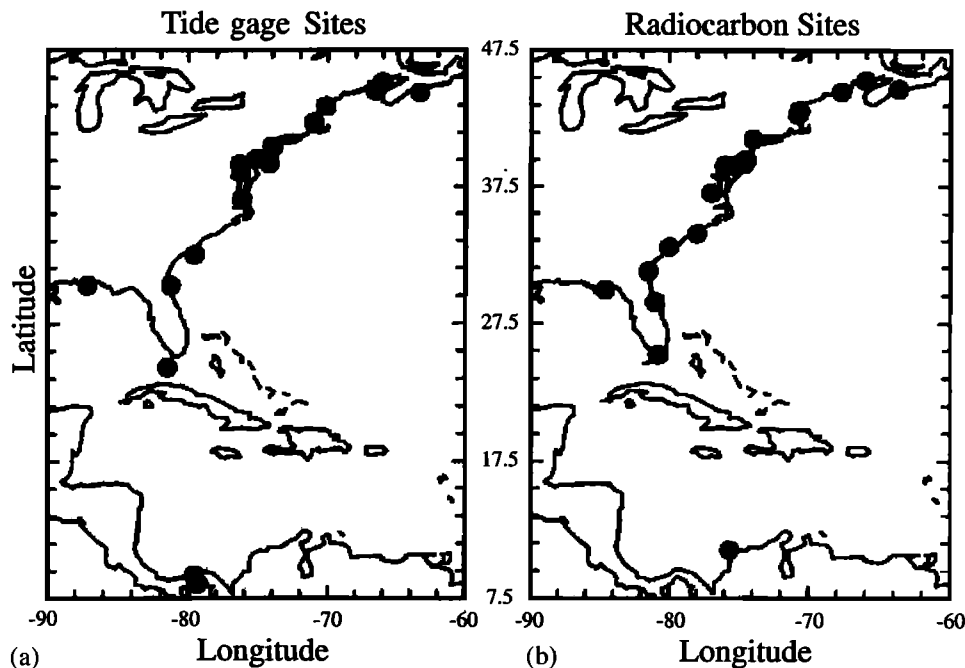 Tide gage Sites
Radiocarbon Sites
Latitude
47.5
37.5
27.5
17.5
7.5
-90 -80 -70 -60
-90 -80 -70 -60
(a) Longitude
(b) Longitude